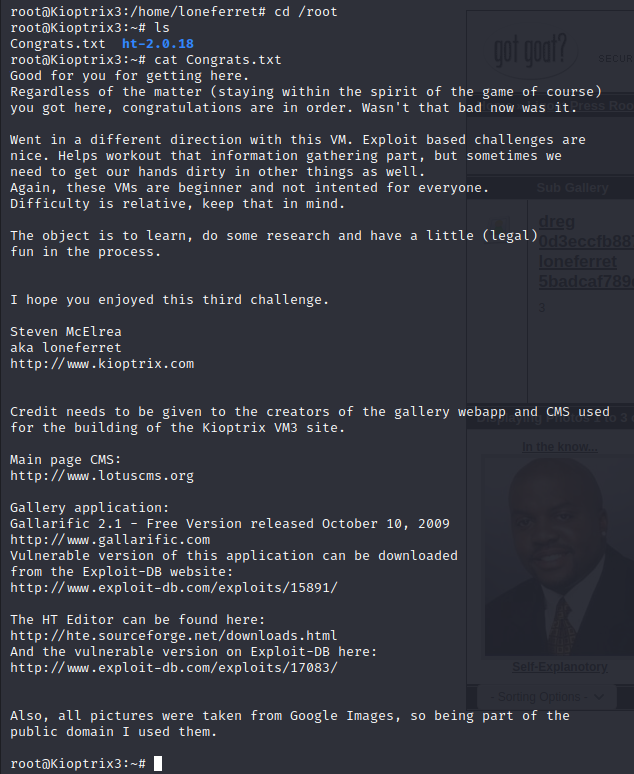 root@Kioptrix3:/home/loneferret# cd /root
root@Kioptrix3:~# ls
Congrats.txt  ht-2.0.18
root@Kioptrix3:~# cat Congrats.txt
Good for you for getting here.
Regardless of the matter (staying within the spirit of the game of course)
you got here, congratulations are in order. Wasn't that bad now was it.
Went in a different direction with this VM. Exploit based challenges are
nice. Helps workout that information gathering part, but sometimes we
need to get our hands dirty in other things as well.
Again, these VMs are beginner and not intented for everyone.
Difficulty is relative, keep that in mind.
The object is to learn, do some research and have a little (legal)
fun in the process.
I hope you enjoyed this third challenge.
Steven McElrea
aka loneferret
http://www.kioptrix.com
Credit needs to be given to the creators of the gallery webapp and CMS used
for the building of the Kioptrix VM3 site.
Main page CMS:
http://www.lotuscms.org
Gallery application:
Gallarific 2.1 - Free Version released October 10, 2009
http://www.gallarific.com
Vulnerable version of this application can be downloaded
from the Exploit-DB website:
http://www.exploit-db.com/exploits/15891/
The HT Editor can be found here:
http://hte.sourceforge.net/downloads.html
And the vulnerable version on Exploit-DB here:
http://www.exploit-db.com/exploits/17083/
Also, all pictures were taken from Google Images, so being part of the
public domain I used them.
root@Kioptrix3:~#
got goat?
SECUR
Press Roo
Sub Gallery
dreg
0d3eccfb887
loneferret
5badcaf789
3
Displaying Photos 1 to 3
In the know...
Self-Explanatory
- Sorting Options -